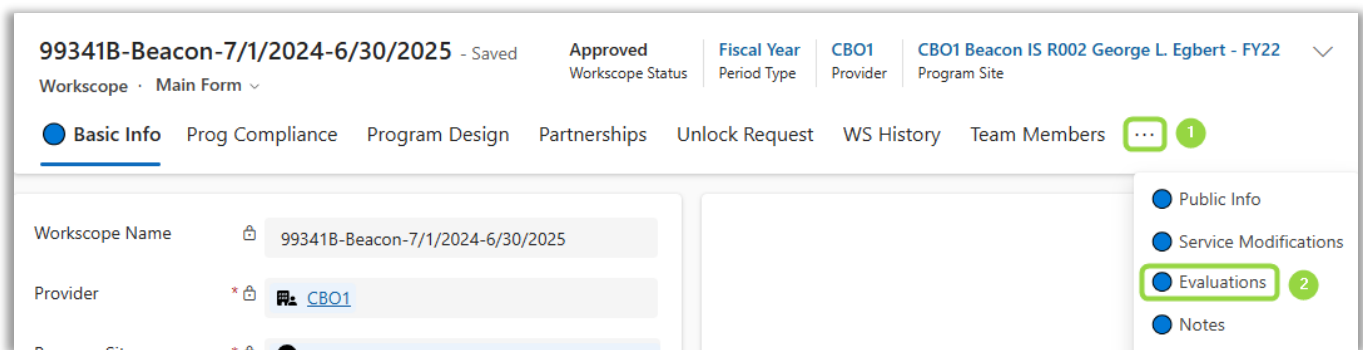 99341B-Beacon-7/1/2024-6/30/2025 - Saved
Workscope · Main Form
Approved
Workscope Status
Fiscal Year
Period Type
CBO1
Provider
CBO1 Beacon IS R002 George L. Egbert - FY22
Program Site
Basic Info Prog Compliance Program Design Partnerships Unlock Request WS History Team Members ... 1
Public Info
Service Modifications
Evaluations 2
Notes
Workscope Name 99341B-Beacon-7/1/2024-6/30/2025
Provider * CBO1